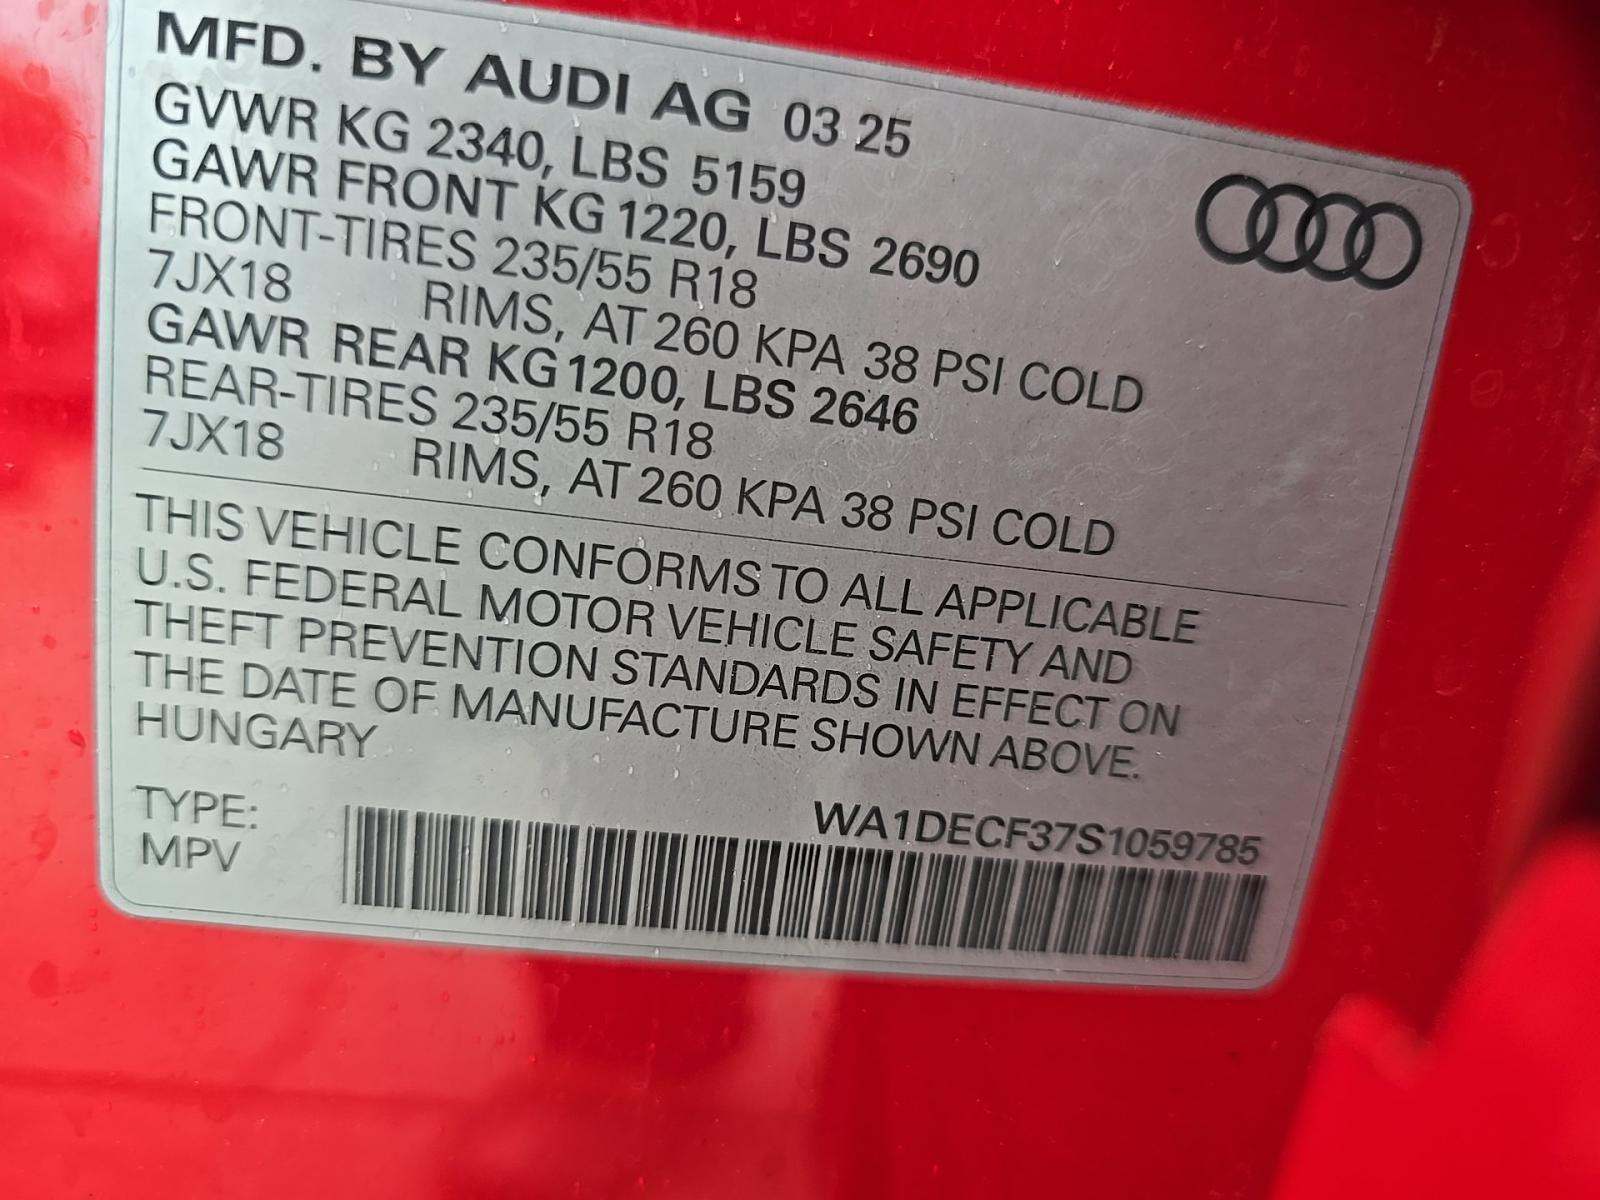 MFD. BY AUDI AG 03 25
GVWR KG 2340, LBS 5159
GAWR FRONT KG 1220, LBS 2690
FRONT-TIRES 235/55 R18
7JX18 RIMS, AT 260 KPA 38 PSI COLD
GAWR REAR KG 1200, LBS 2646
REAR-TIRES 235/55 R18
7JX18 RIMS, AT 260 KPA 38 PSI COLD
THIS VEHICLE CONFORMS TO ALL APPLICABLE
U.S. FEDERAL MOTOR VEHICLE SAFETY AND
THEFT PREVENTION STANDARDS IN EFFECT ON
THE DATE OF MANUFACTURE SHOWN ABOVE.
HUNGARY
TYPE: WA1DECF37S1059785
MPV